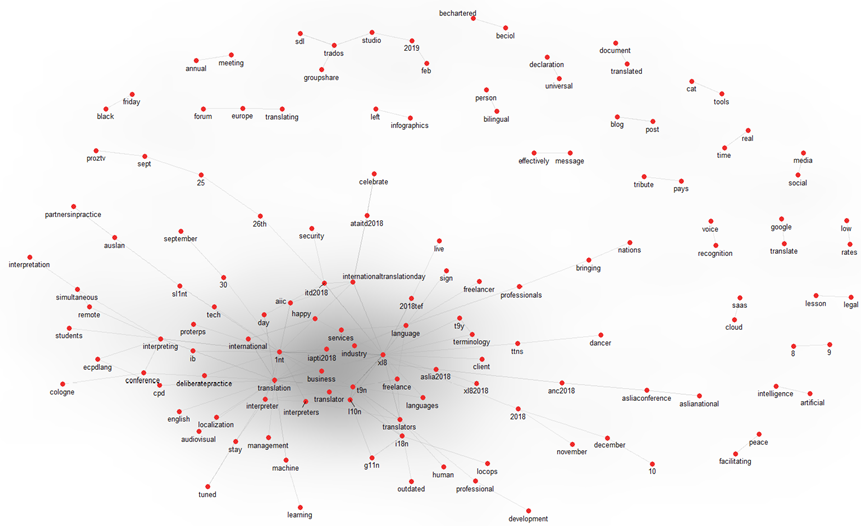 bechartered
beciol
sdl
trados
studio
2019
feb
groupshare
annual
meeting
declaration
universal
document
translated
cat
tools
friday
black
forum
europe
translating
left
infographics
person
bilingual
blog
post
real
time
media
social
proztv
sept
25
effectively
message
celebrate
tribute
pays
partnersinpractice
auslan
september
26th
security
ataitd2018
live
nations
bringing
voice
recognition
google
translate
low
rates
interpretation
simultaneous
remote
sl1nt
30
itd2018
internationaltranslationday
sign
freelancer
professionals
saas
cloud
lesson
legal
students
proterps
tech
day
aiic
happy
2018tef
language
t9y
terminology
interpreting
ib
international
1nt
services
iapti2018
industry
xl8
ttns
dancer
8
9
ecpdlang
conference
cpd
cologne
deliberatepractice
translation
business
t9n
freelance
aslia2018
client
xl82018
anc2018
asliaconference
aslianational
intelligence
artificial
interpreter
interpreters
translator
l10n
languages
translators
2018
english
localization
audiovisual
stay
management
i18n
november
december
peace
facilitating
tuned
machine
learning
g11n
outdated
human
professional
locops
development
10